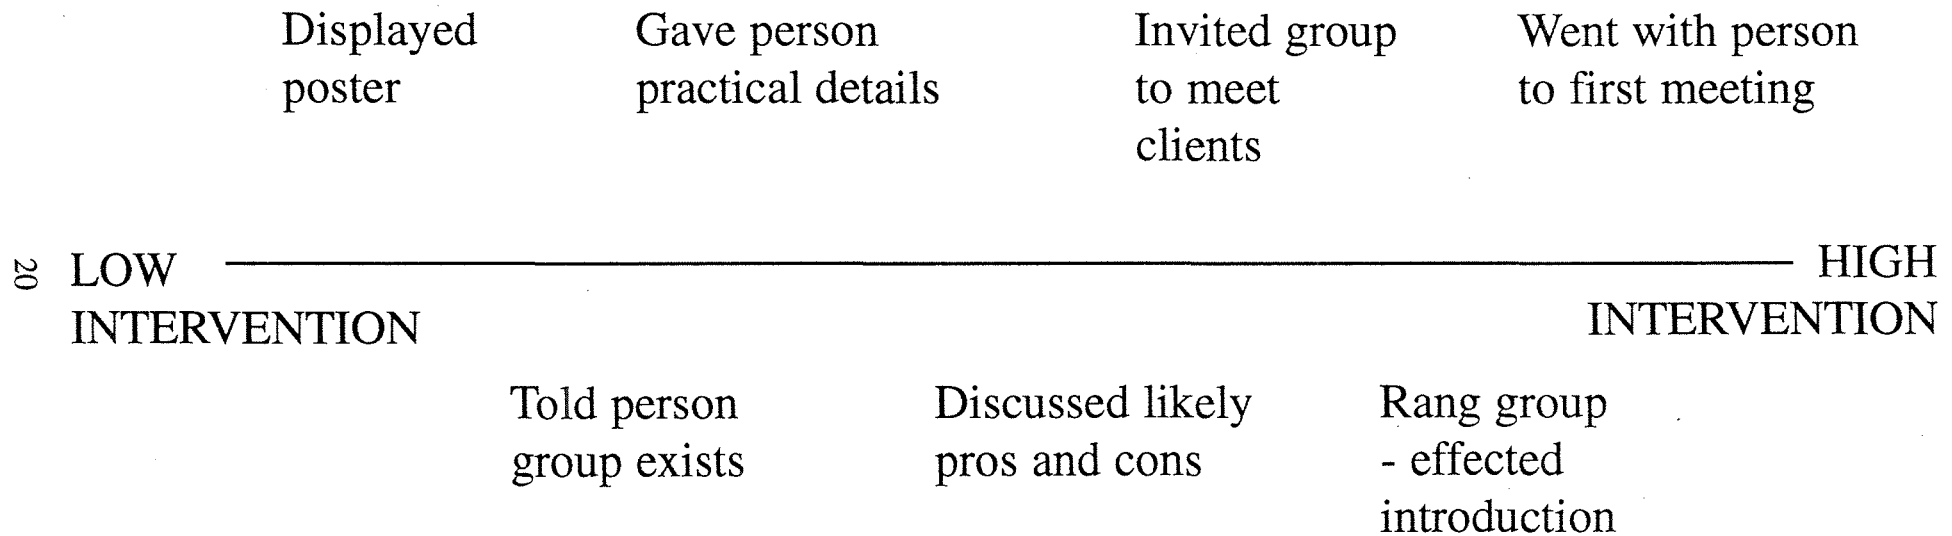 Displayed
poster
Gave person
practical details
Invited group
to meet
clients
Went with person
to first meeting
20
LOW
INTERVENTION
HIGH
INTERVENTION
Told person
group exists
Discussed likely
pros and cons
Rang group
- effected
introduction